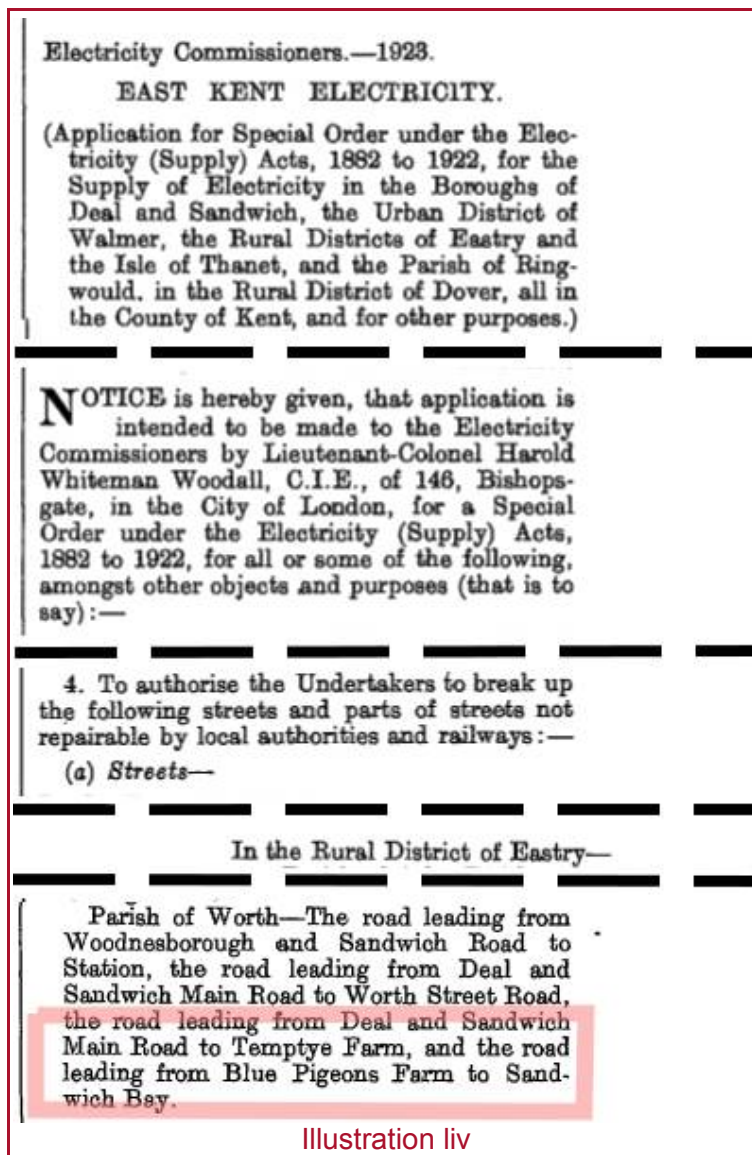 Electricity Commissioners.—1923.
EAST KENT ELECTRICITY.
(Application for Special Order under the Elec-
tricity (Supply) Acts, 1882 to 1922, for the
Supply of Electricity in the Boroughs of
Deal and Sandwich, the Urban District of
Walmer, the Rural Districts of Eastry and
the Isle of Thanet, and the Parish of Ring-
would. in the Rural District of Dover, all in
the County of Kent, and for other purposes.)
NOTICE is hereby given, that application is
intended to be made to the Electricity
Commissioners by Lieutenant-Colonel Harold
Whiteman Woodall, C.I.E., of 146, Bishops-
gate, in the City of London, for a Special
Order under the Electricity (Supply) Acts,
1882 to 1922, for all or some of the following,
amongst other objects and purposes (that is to
say):—
4. To authorise the Undertakers to break up
the following streets and parts of streets not
repairable by local authorities and railways:—
(a) Streets—
In the Rural District of Eastry—
Parish of Worth—The road leading from
Woodnesborough and Sandwich Road to
Station, the road leading from Deal and
Sandwich Main Road to Worth Street Road,
the road leading from Deal and Sandwich
Main Road to Temptye Farm, and the road
leading from Blue Pigeons Farm to Sand-
wich Bay.
Illustration liv